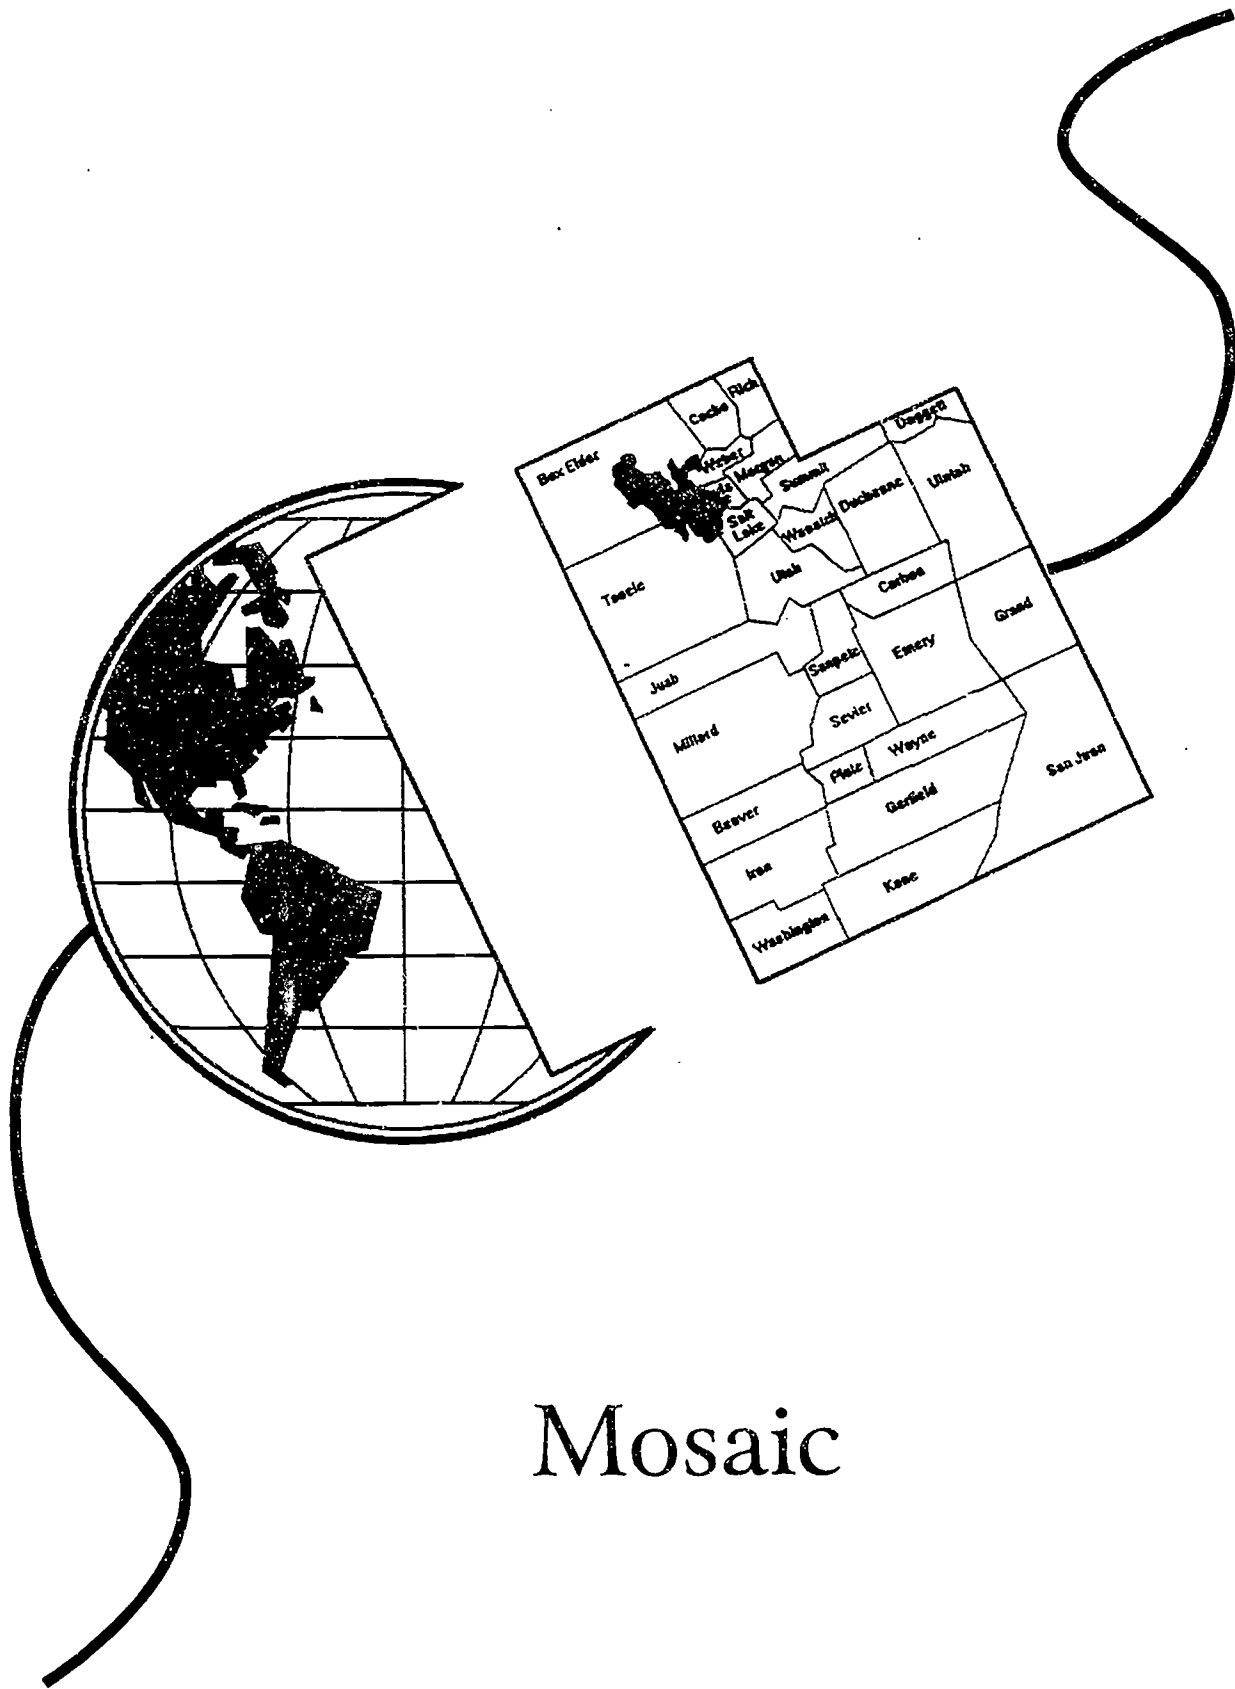 Rich
Cache
Daggett
Box Elder
Weber
Morgan
Summit
Uintah
Duchesne
Salt
Lake
Wasatch
Utah
Tooele
Carbon
Grand
Emery
Sanpete
Juab
Sevier
Millard
Wayne
San Juan
Piute
Garfield
Beaver
Iron
Kane
Washington
Mosaic